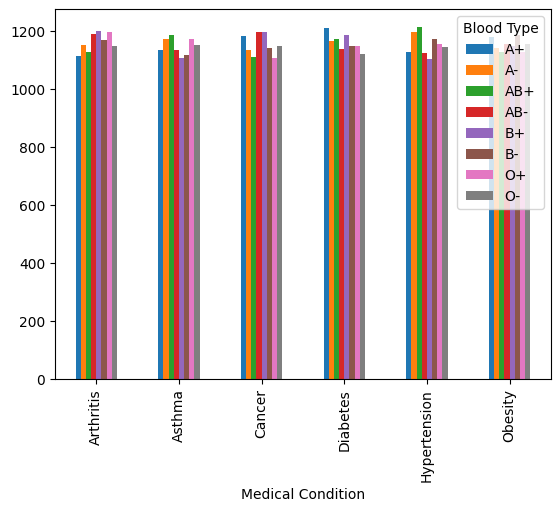 1200
1000
800
600
400
200
0
Blood Type
A+
A-
AB+
AB-
B+
B-
O+
O-
Arthritis
Asthma
Cancer
Diabetes
Hypertension
Obesity
Medical Condition